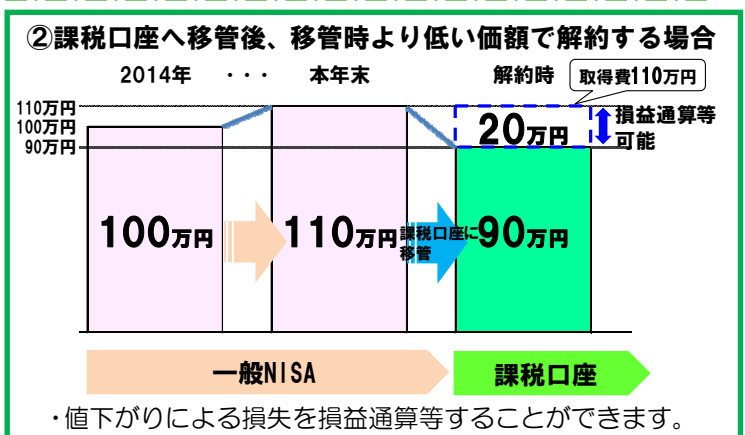 ②課税口座へ移管後、移管時より低い価額で解約する場合
2014年 ・・・ 本年末 解約時
取得費110万円
110万円
100万円
90万円
20万円
損益通算等
可能
100万円
110万円
課税口座に
移管
90万円
一般NISA
課税口座
・値下がりによる損失を損益通算等することができます。